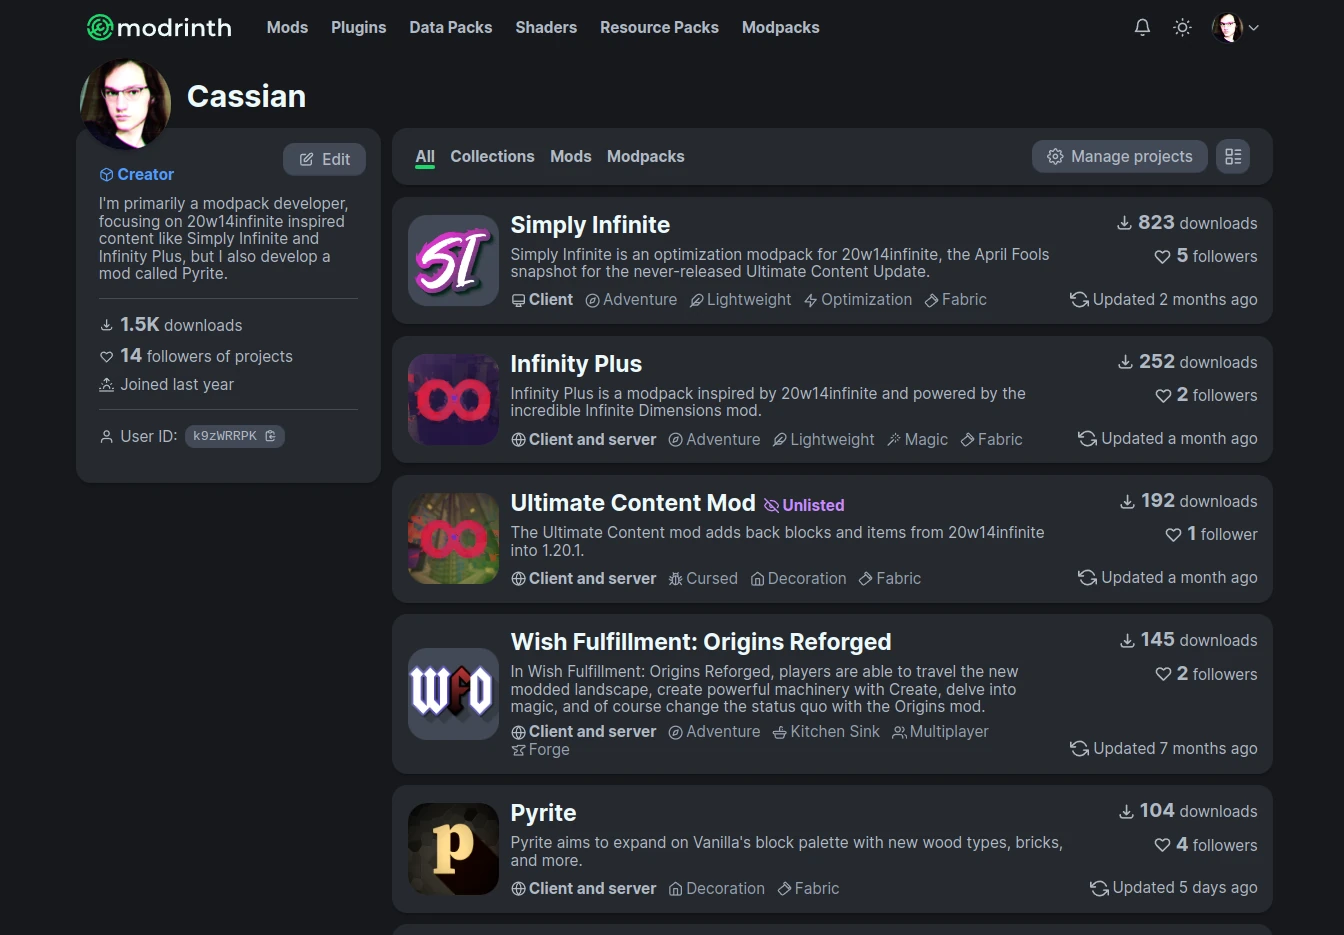 modrinth Mods Plugins Data Packs Shaders Resource Packs Modpacks
Cassian
Edit
Creator
I'm primarily a modpack developer,
focusing on 20w14infinite inspired
content like Simply Infinite and
Infinity Plus, but I also develop a
mod called Pyrite.
1.5K downloads
14 followers of projects
Joined last year
User ID: k9zWRRPK
All Collections Mods Modpacks Manage projects
SI
Simply Infinite
823 downloads
Simply Infinite is an optimization modpack for 20w14infinite, the April Fools
snapshot for the never-released Ultimate Content Update.
5 followers
Client Adventure Lightweight Optimization Fabric
Updated 2 months ago
Infinity Plus
252 downloads
Infinity Plus is a modpack inspired by 20w14infinite and powered by the
incredible Infinite Dimensions mod.
2 followers
Client and server Adventure Lightweight Magic Fabric
Updated a month ago
Ultimate Content Mod Unlisted
192 downloads
The Ultimate Content mod adds back blocks and items from 20w14infinite
into 1.20.1.
1 follower
Client and server Cursed Decoration Fabric
Updated a month ago
WFO
Wish Fulfillment: Origins Reforged
145 downloads
In Wish Fulfillment: Origins Reforged, players are able to travel the new
modded landscape, create powerful machinery with Create, delve into
magic, and of course change the status quo with the Origins mod.
2 followers
Client and server Adventure Kitchen Sink Multiplayer
Forge
Updated 7 months ago
p
Pyrite
104 downloads
Pyrite aims to expand on Vanilla's block palette with new wood types, bricks,
and more.
4 followers
Client and server Decoration Fabric
Updated 5 days ago